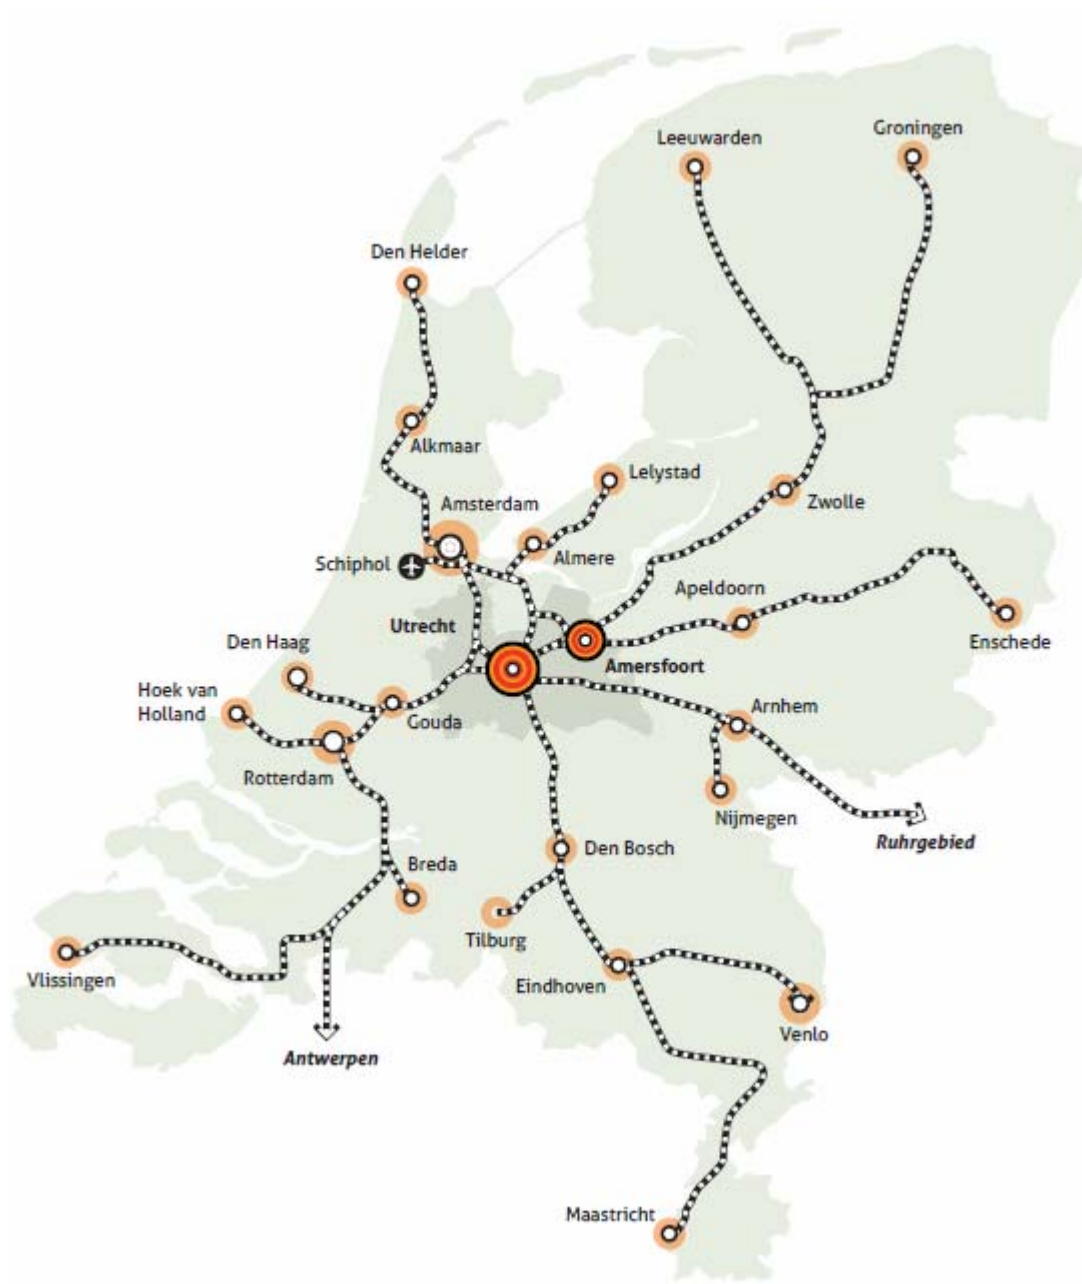 Leeuwarden
Groningen
Den Helder
Alkmaar
Lelystad
Amsterdam
Zwolle
Schiphol
Almere
Apeldoorn
Utrecht
Den Haag
Enschede
Amersfoort
Hoek van
Holland
Gouda
Arnhem
Rotterdam
Nijmegen
Ruhrgebied
Den Bosch
Breda
Tilburg
Vlissingen
Eindhoven
Venlo
Antwerpen
Maastricht